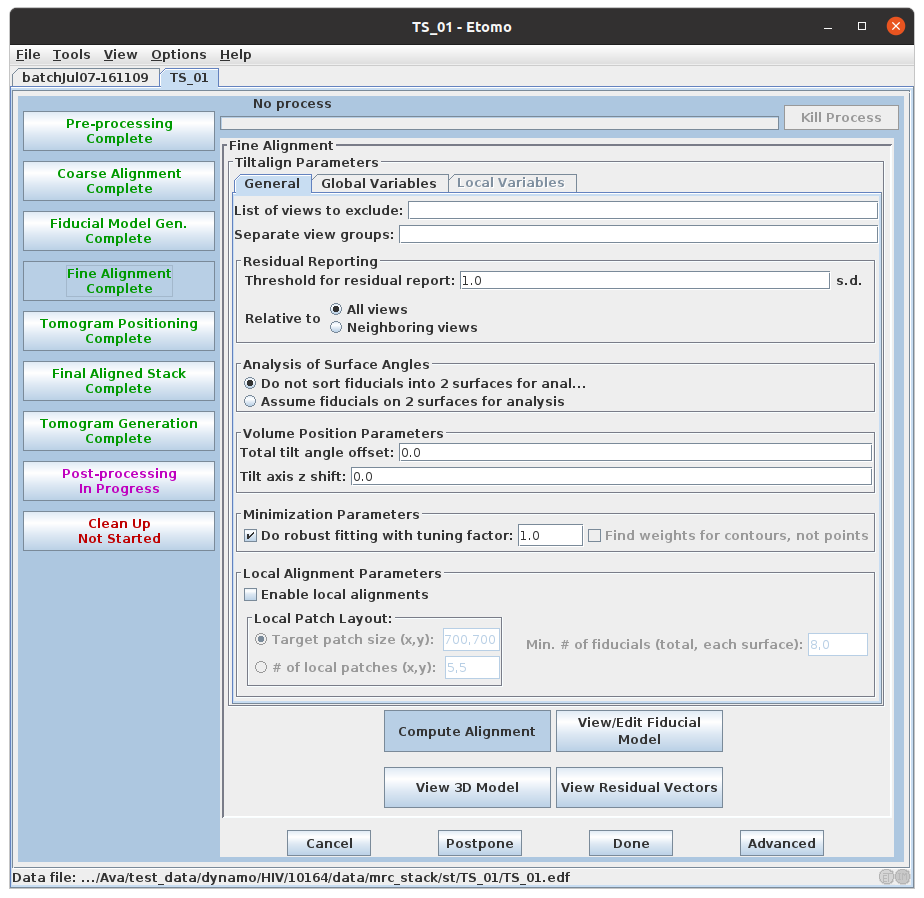 TS_01 - Etomo
File Tools View Options Help
batchJul07-161109 TS_01
No process
Kill Process
Pre-processing
Complete
Coarse Alignment
Complete
Fiducial Model Gen.
Complete
Fine Alignment
Complete
Tomogram Positioning
Complete
Final Aligned Stack
Complete
Tomogram Generation
Complete
Post-processing
In Progress
Clean Up
Not Started
Fine Alignment
Tiltalign Parameters
General Global Variables Local Variables
List of views to exclude:
Separate view groups:
Residual Reporting
Threshold for residual report: 1.0 s.d.
Relative to
All views
Neighboring views
Analysis of Surface Angles
Do not sort fiducials into 2 surfaces for anal...
Assume fiducials on 2 surfaces for analysis
Volume Position Parameters
Total tilt angle offset: 0.0
Tilt axis z shift: 0.0
Minimization Parameters
Do robust fitting with tuning factor: 1.0 Find weights for contours, not points
Local Alignment Parameters
Enable local alignments
Local Patch Layout:
Target patch size (x,y): 700,700
# of local patches (x,y): 5,5
Min. # of fiducials (total, each surface): 8,0
Compute Alignment
View/Edit Fiducial
Model
View 3D Model
View Residual Vectors
Cancel Postpone Done Advanced
Data file: .../Ava/test_data/dynamo/HIV/10164/data/mrc_stack/st/TS_01/TS_01.edf